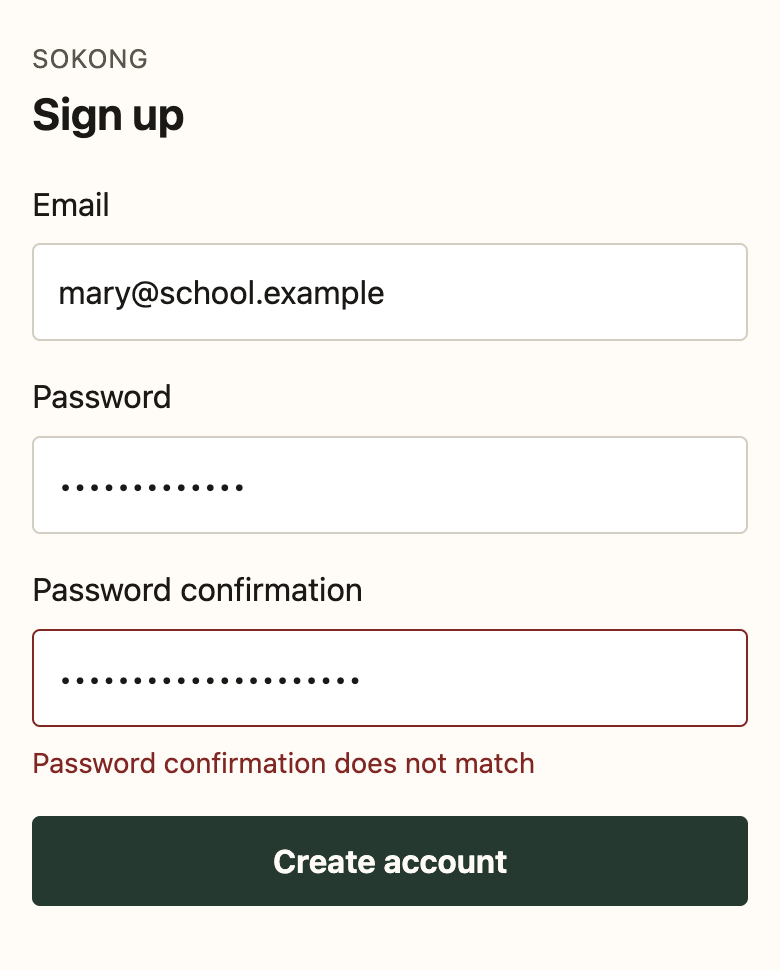 SOKONG
Sign up
Email
mary@school.example
Password
•••••••••••••
Password confirmation
•••••••••••••••••••••
Password confirmation does not match
Create account